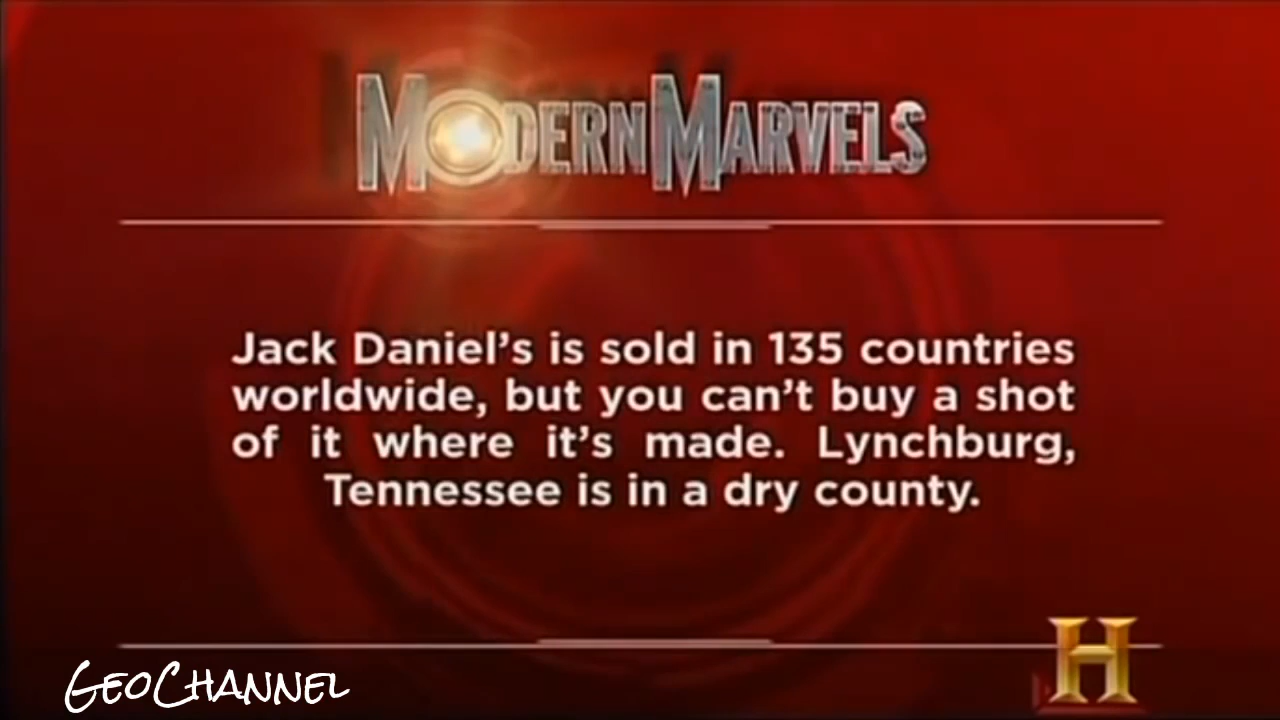 Modern Marvels
Jack Daniel's is sold in 135 countries
worldwide, but you can't buy a shot
of it where it's made. Lynchburg,
Tennessee is in a dry county.
H
GeoChannel